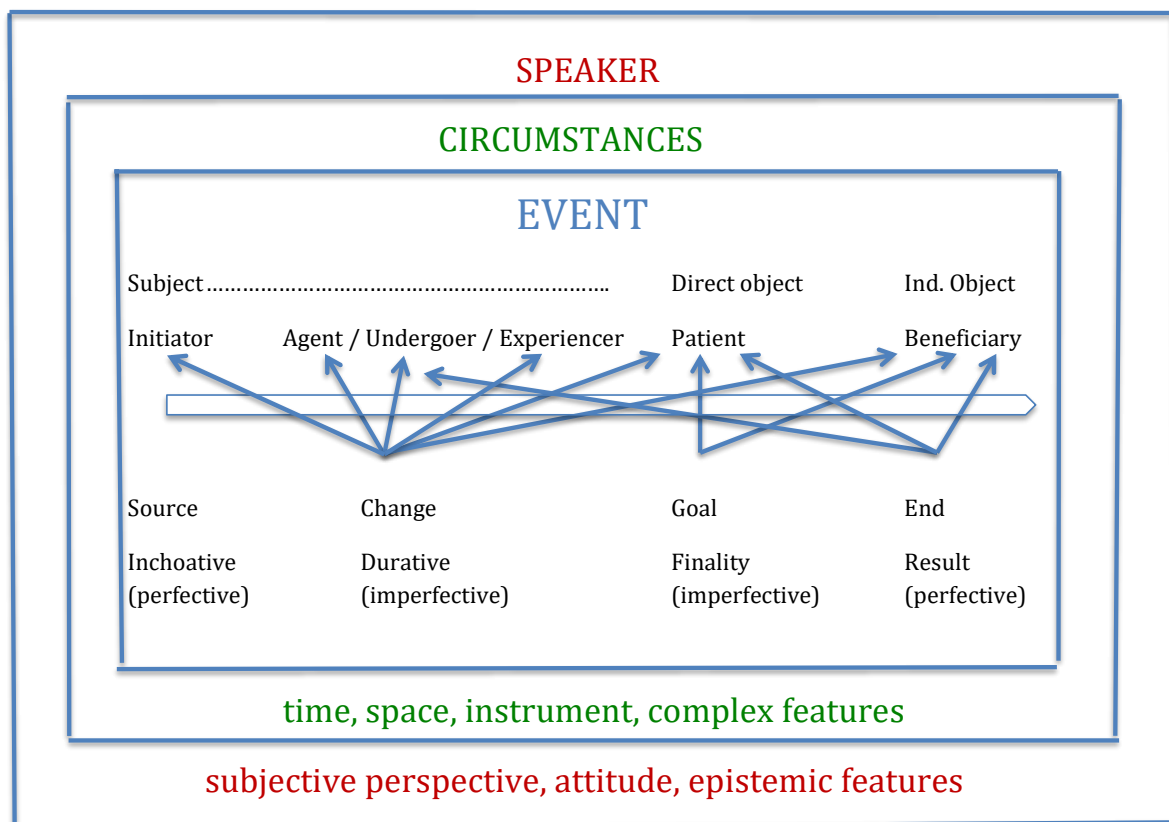 SPEAKER
CIRCUMSTANCES
EVENT
Subject ……………………………………………………………. Direct object Ind. Object
Initiator Agent / Undergoer / Experiencer Patient Beneficiary
Source Change Goal End
Inchoative Durative Finality Result
(perfective) (imperfective) (imperfective) (perfective)
time, space, instrument, complex features
subjective perspective, attitude, epistemic features